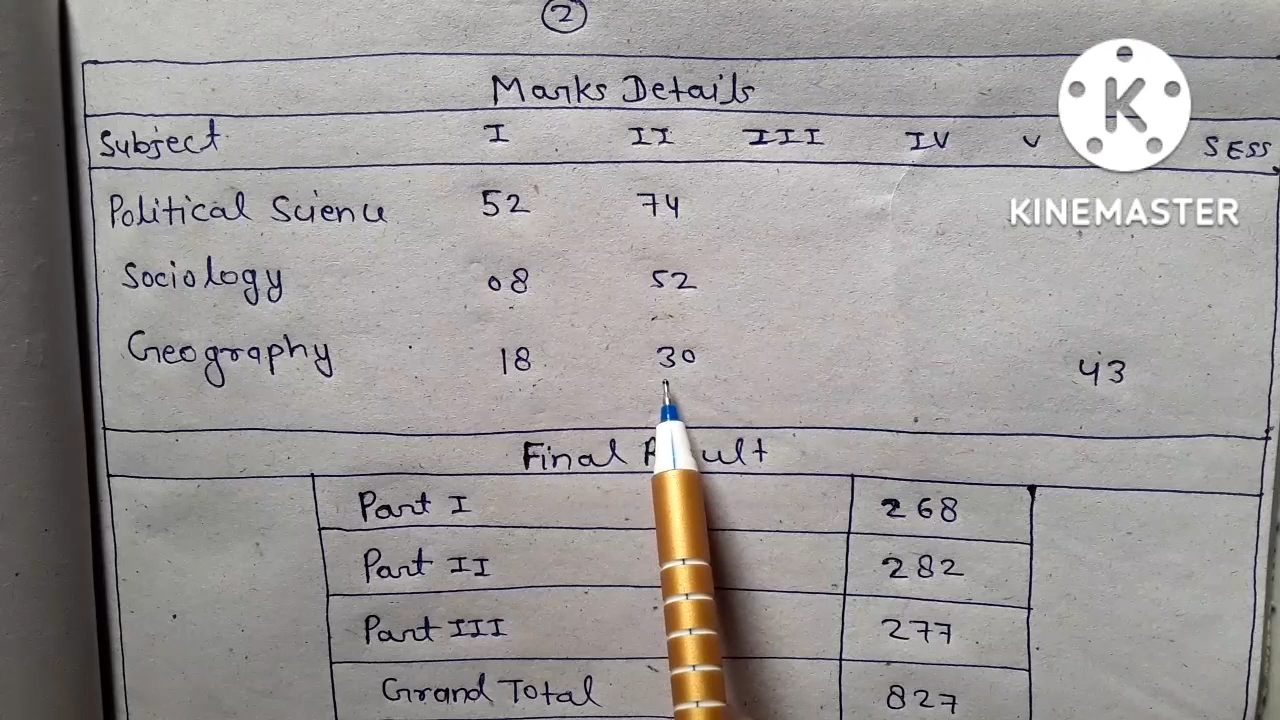 2
Marks Details
Subject I II III IV V SESS
Political Science 52 74
Sociology 08 52
Geography 18 30 43
Final Result
Part I 268
Part II 282
Part III 277
Grand Total 827
K
KINEMASTER